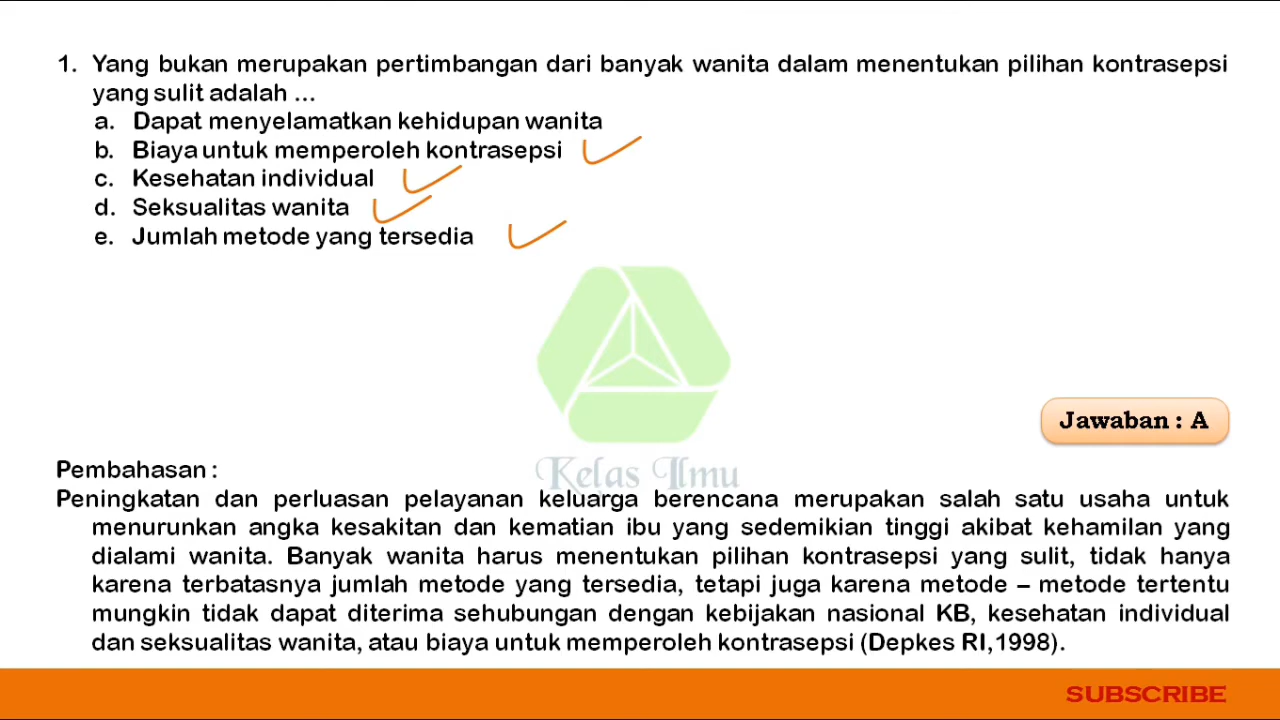 1. Yang bukan merupakan pertimbangan dari banyak wanita dalam menentukan pilihan kontrasepsi
yang sulit adalah ...
a. Dapat menyelamatkan kehidupan wanita
b. Biaya untuk memperoleh kontrasepsi
c. Kesehatan individual
d. Seksualitas wanita
e. Jumlah metode yang tersedia
Jawaban : A
Kelas Ilmu
Pembahasan :
Peningkatan dan perluasan pelayanan keluarga berencana merupakan salah satu usaha untuk
menurunkan angka kesakitan dan kematian ibu yang sedemikian tinggi akibat kehamilan yang
dialami wanita. Banyak wanita harus menentukan pilihan kontrasepsi yang sulit, tidak hanya
karena terbatasnya jumlah metode yang tersedia, tetapi juga karena metode – metode tertentu
mungkin tidak dapat diterima sehubungan dengan kebijakan nasional KB, kesehatan individual
dan seksualitas wanita, atau biaya untuk memperoleh kontrasepsi (Depkes RI,1998).
SUBSCRIBE